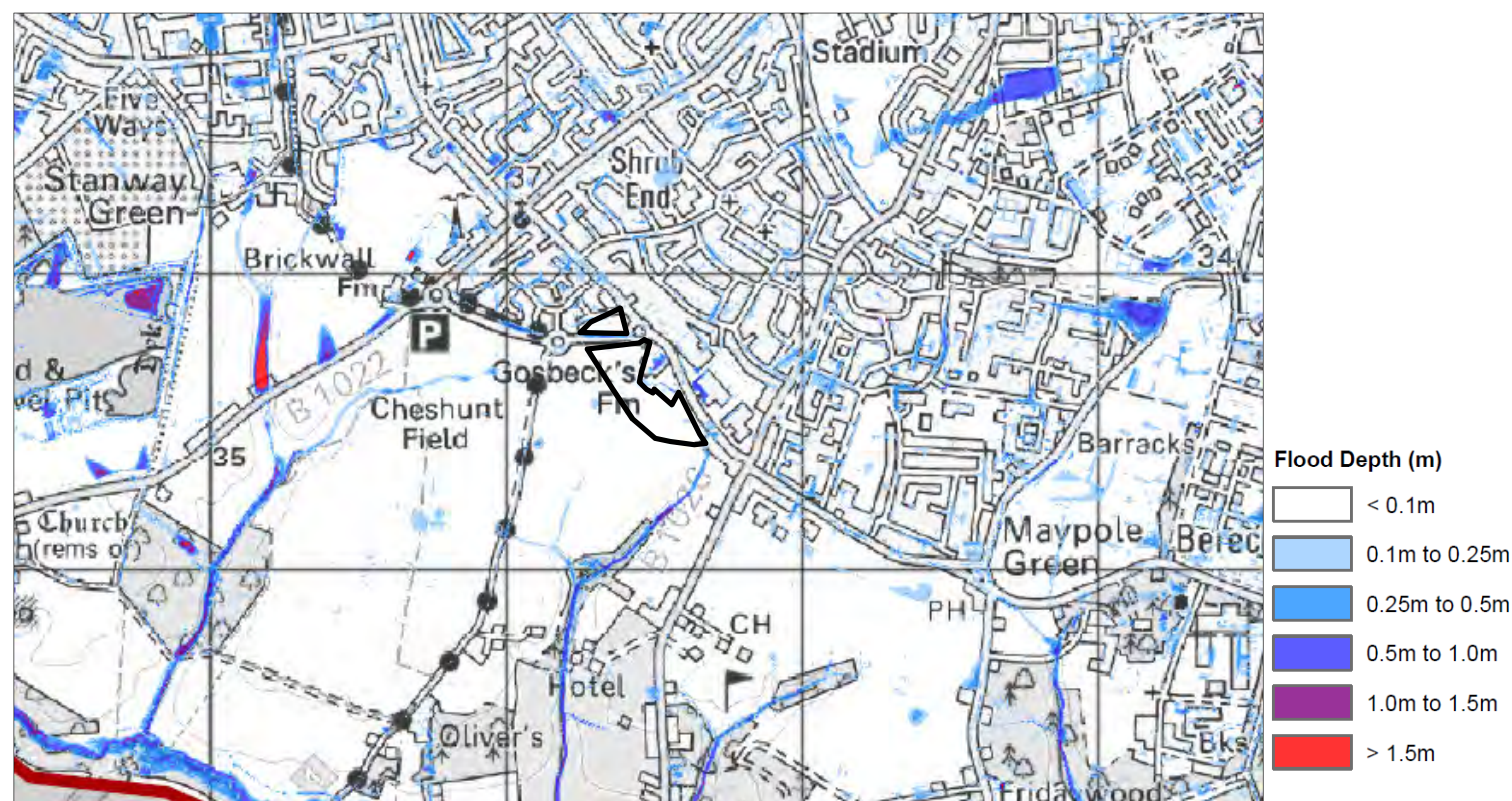 Stadium
Five
Ways
Shrub
End
37
Stanway
Green
34
Brickwall
Fm
P
B 1022
Gosbeck's
Fm
Cheshunt
Field
d &
Pits
35
Barracks
Flood Depth (m)
< 0.1m
0.1m to 0.25m
0.25m to 0.5m
0.5m to 1.0m
1.0m to 1.5m
> 1.5m
Church
(rems of)
Maypole
Green
Berec
PH
CH
Hotel
Oliver's
Bks
Fridaywood